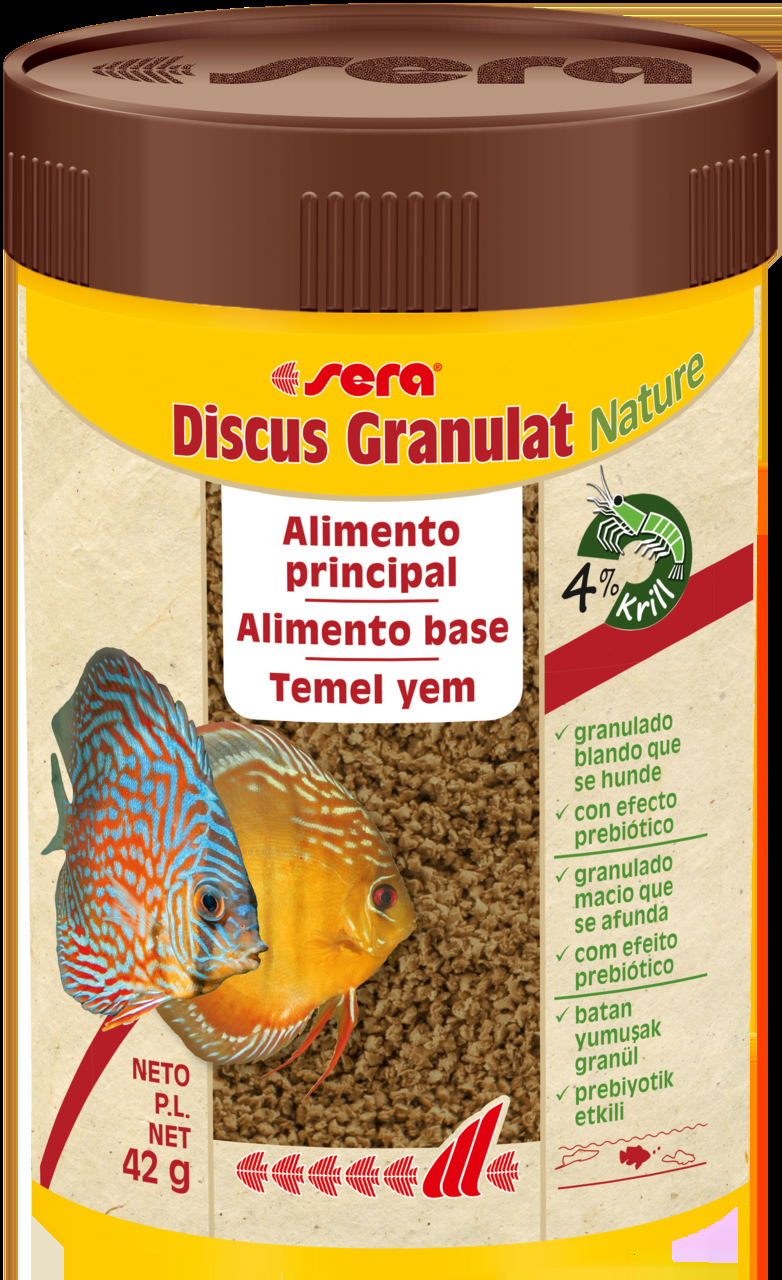 sera
sera®
Discus Granulat Nature
Alimento
principal
Alimento base
Temel yem
4% Krill
✓ granulado
blando que
se hunde
✓ con efecto
prebiótico
✓ granulado
macio que
se afunda
✓ com efeito
prebiótico
✓ batan
yumuşak
granül
✓ prebiyotik
etkili
NETO
P.L.
NET
42 g